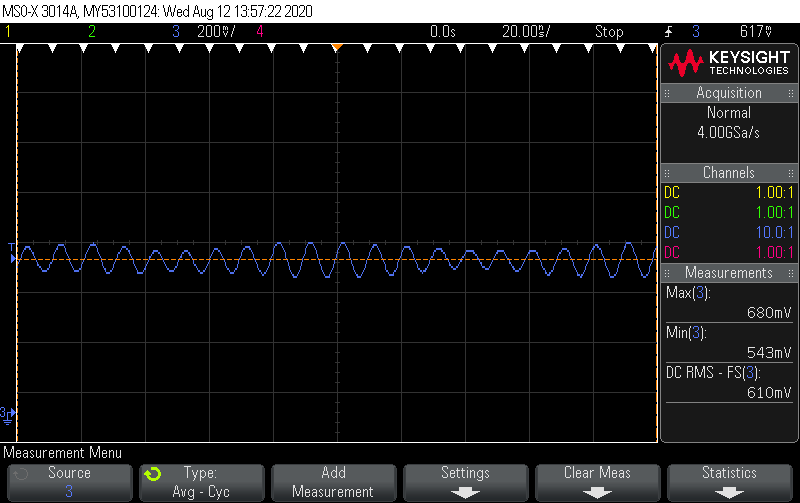 MSO-X 3014A, MY53100124: Wed Aug 12 13:57:22 2020
1 2 3 200mV/ 4 0.0s 20.00ns/ Stop 3 617mV
KEYSIGHT
TECHNOLOGIES
Acquisition
Normal
4.00GSa/s
Channels
DC 1.00:1
DC 1.00:1
DC 10.0:1
DC 1.00:1
Measurements
Max(3):
680mV
Min(3):
543mV
DC RMS - FS(3):
610mV
T
3
Measurement Menu
Source
3
Type:
Avg - Cyc
Add
Measurement
Settings
Clear Meas
Statistics